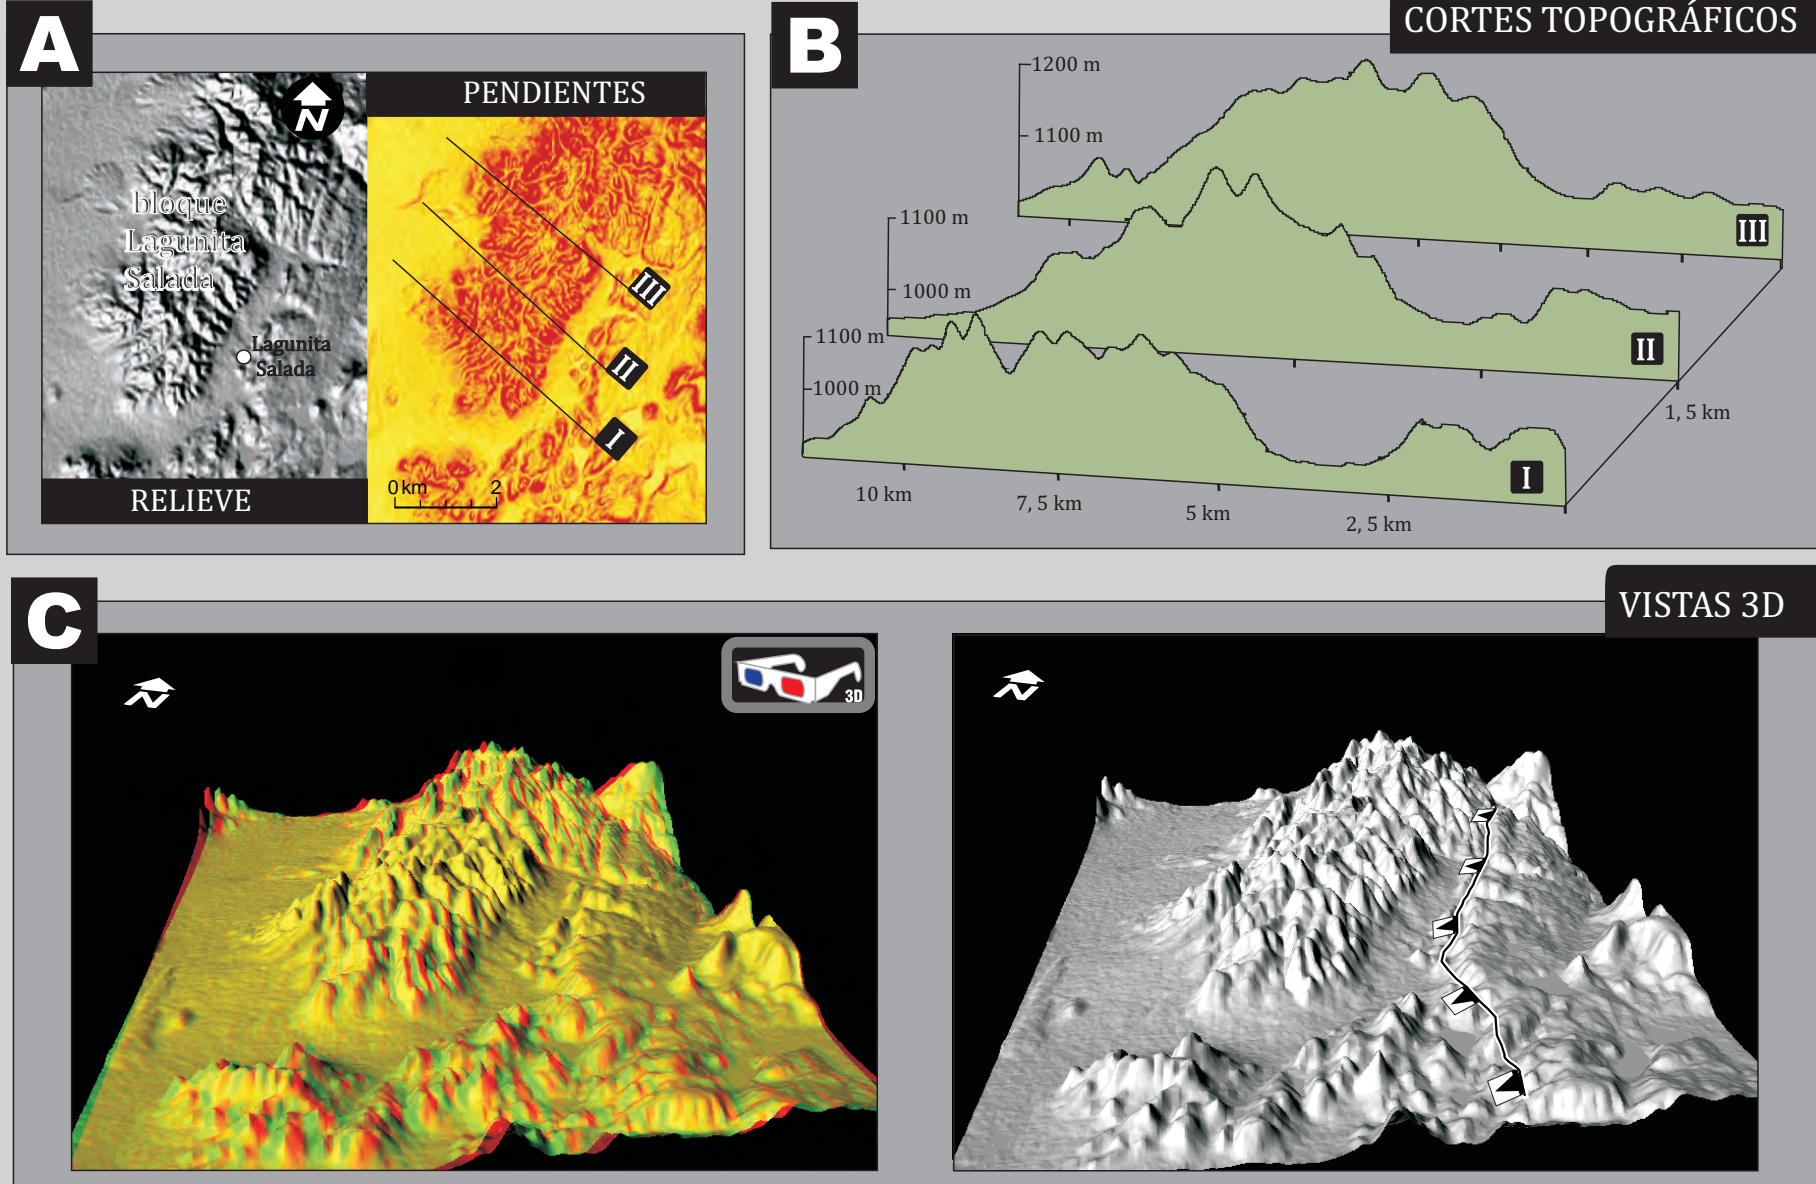 A
N
PENDIENTES
bloque
Lagunita
Salada
Lagunita
Salada
III
II
I
0 km 2
RELIEVE
B
CORTES TOPOGRÁFICOS
1200 m
1100 m
III
1100 m
1000 m
II
1100 m
1000 m
I
1, 5 km
10 km
7, 5 km
5 km
2, 5 km
C
VISTAS 3D
N
3D
N